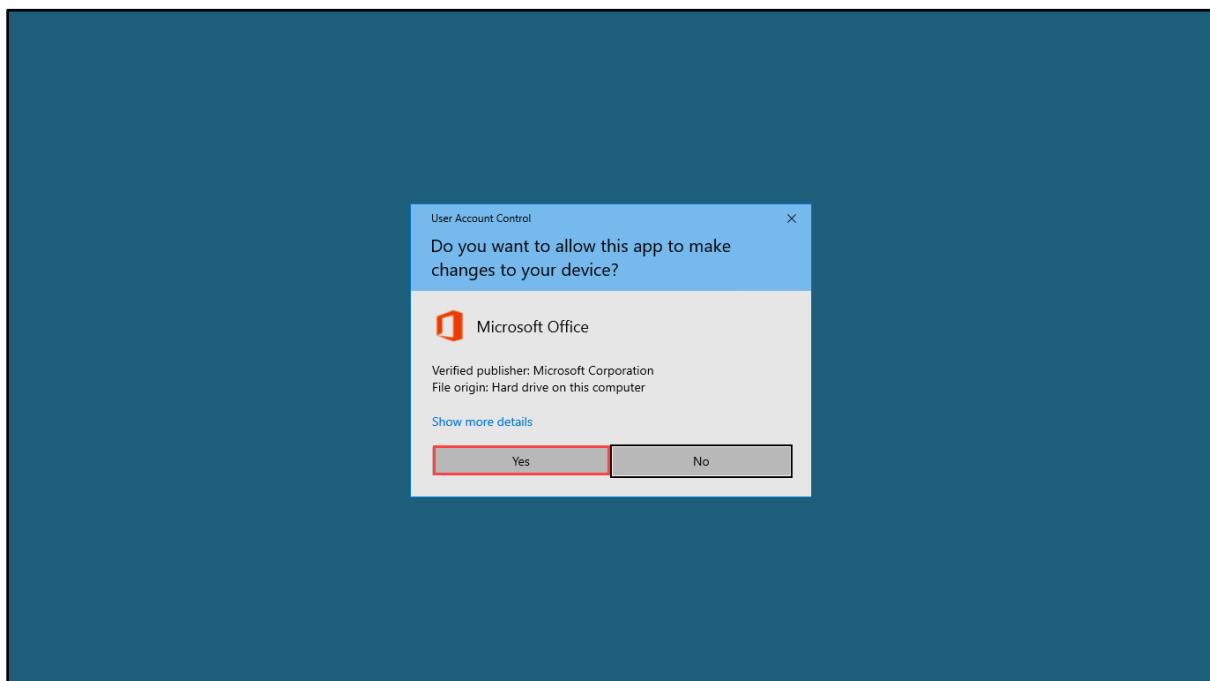 User Account Control
Do you want to allow this app to make
changes to your device?
Microsoft Office
Verified publisher: Microsoft Corporation
File origin: Hard drive on this computer
Show more details
Yes No